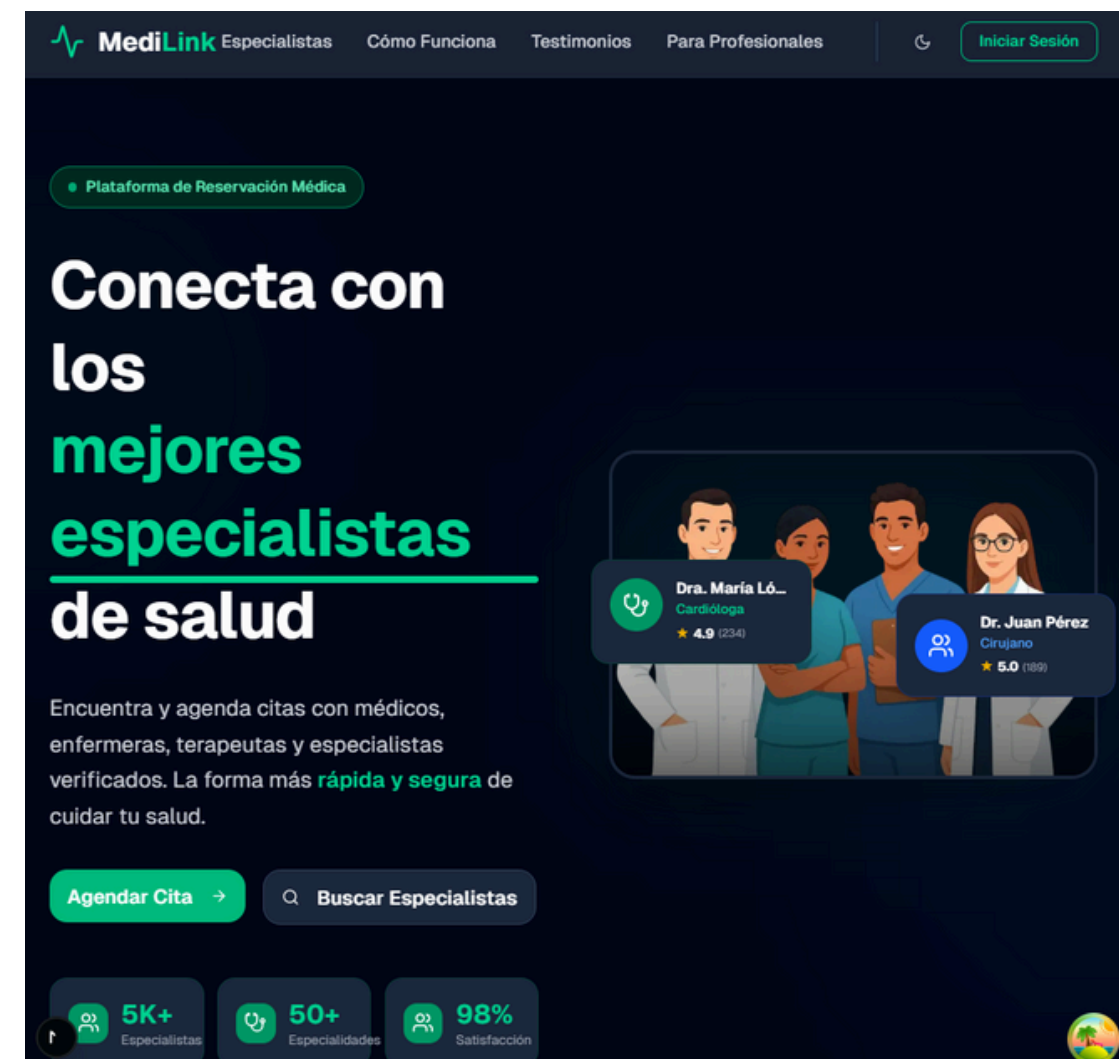 MediLink Especialistas Cómo Funciona Testimonios Para Profesionales Iniciar Sesión
Plataforma de Reservación Médica
Conecta con
los
mejores
especialistas
de salud
Encuentra y agenda citas con médicos,
enfermeras, terapeutas y especialistas
verificados. La forma más rápida y segura de
cuidar tu salud.
Agendar Cita
Buscar Especialistas
5K+
Especialistas
50+
Especialidades
98%
Satisfacción
Dra. María Ló...
Cardióloga
4.9 (234)
Dr. Juan Pérez
Cirujano
5.0 (189)